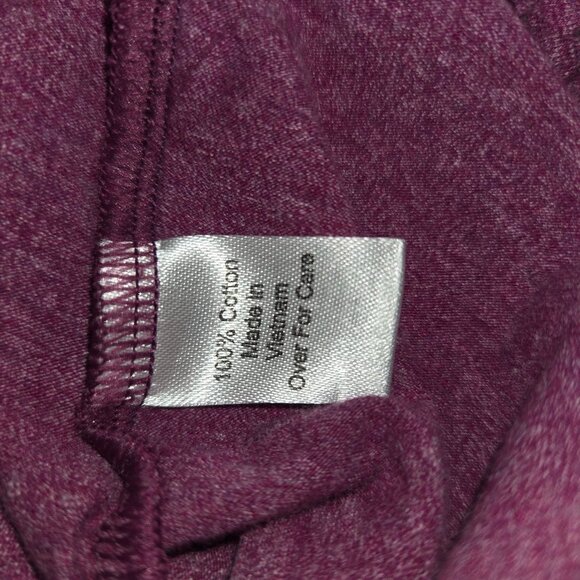 100% Cotton
Made In
Vietnam
Over For Care